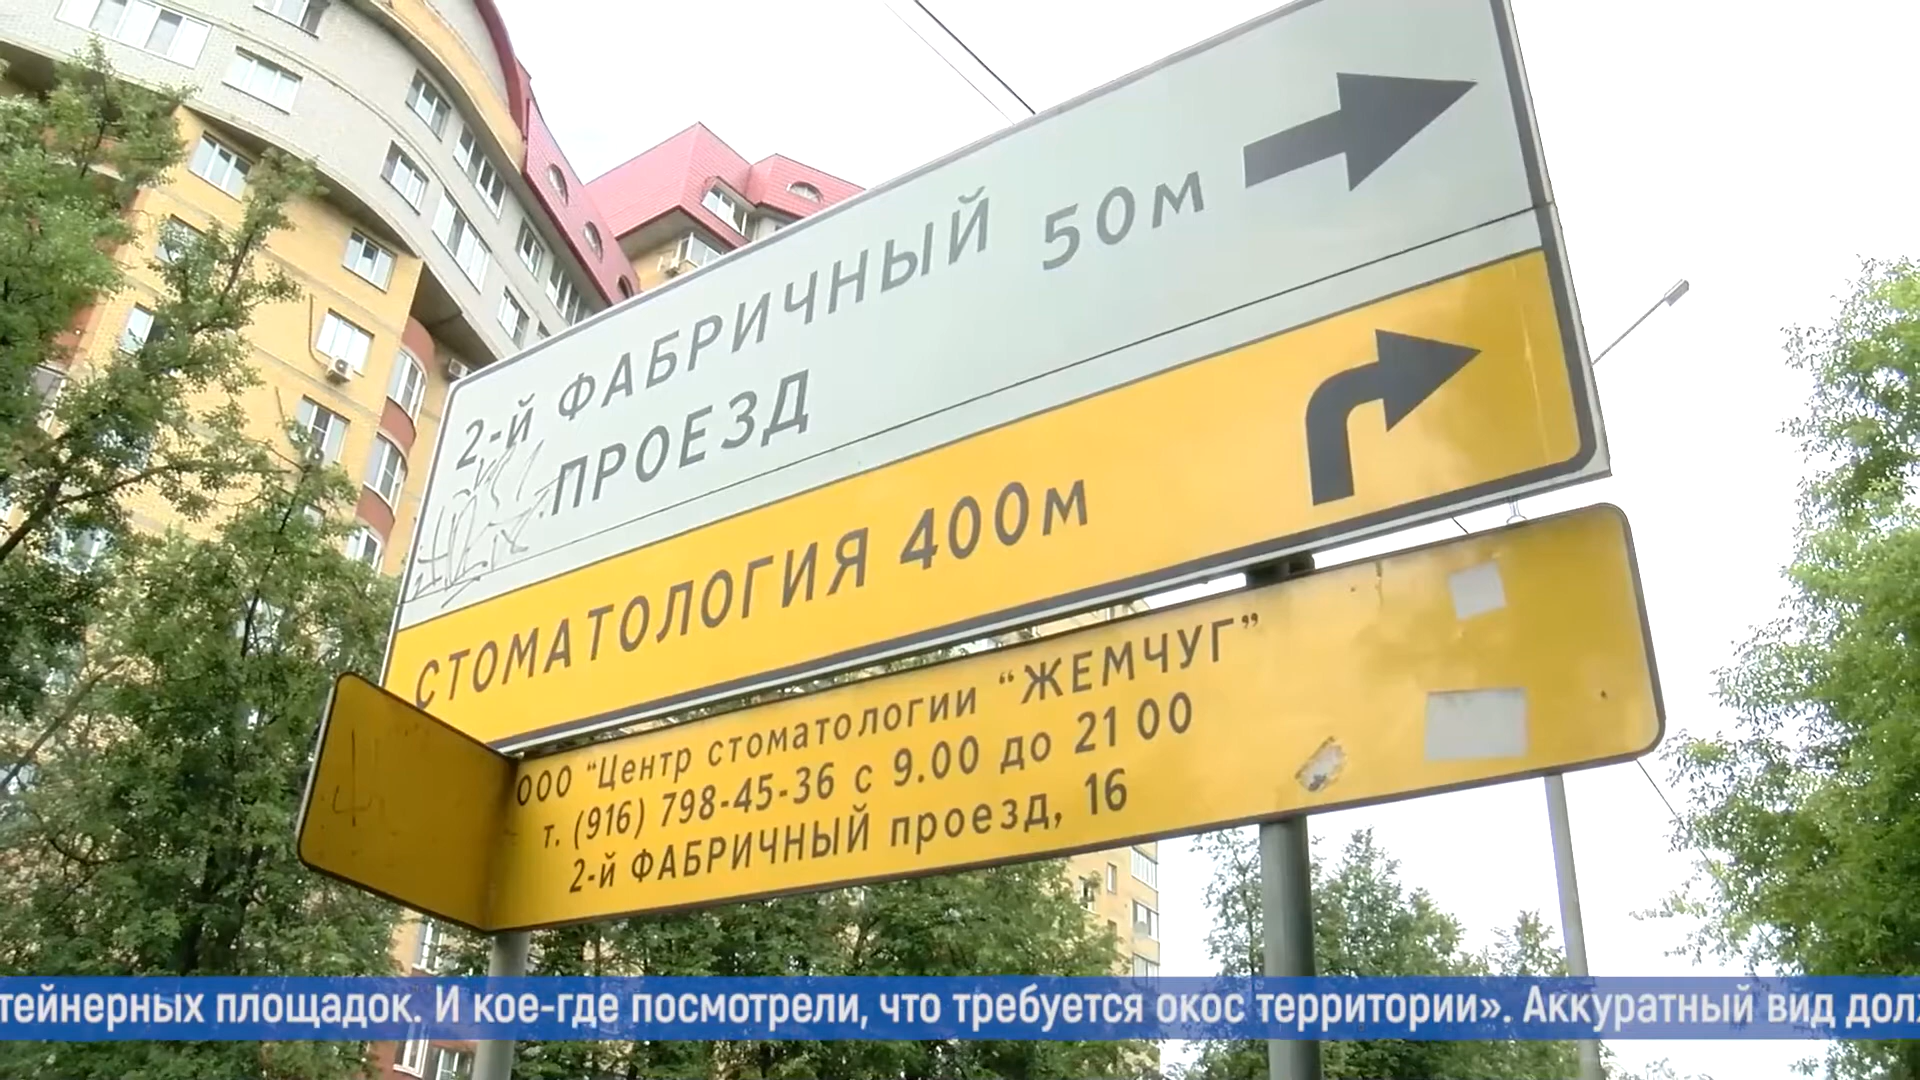 2-й ФАБРИЧНЫЙ 50м
ПРОЕЗД
СТОМАТОЛОГИЯ 400м
ООО “Центр стоматологии “ЖЕМЧУГ”
т. (916) 798-45-36 с 9.00 до 21 00
2-й ФАБРИЧНЫЙ проезд, 16
тейнерных площадок. И кое-где посмотрели, что требуется окос территории». Аккуратный вид долж